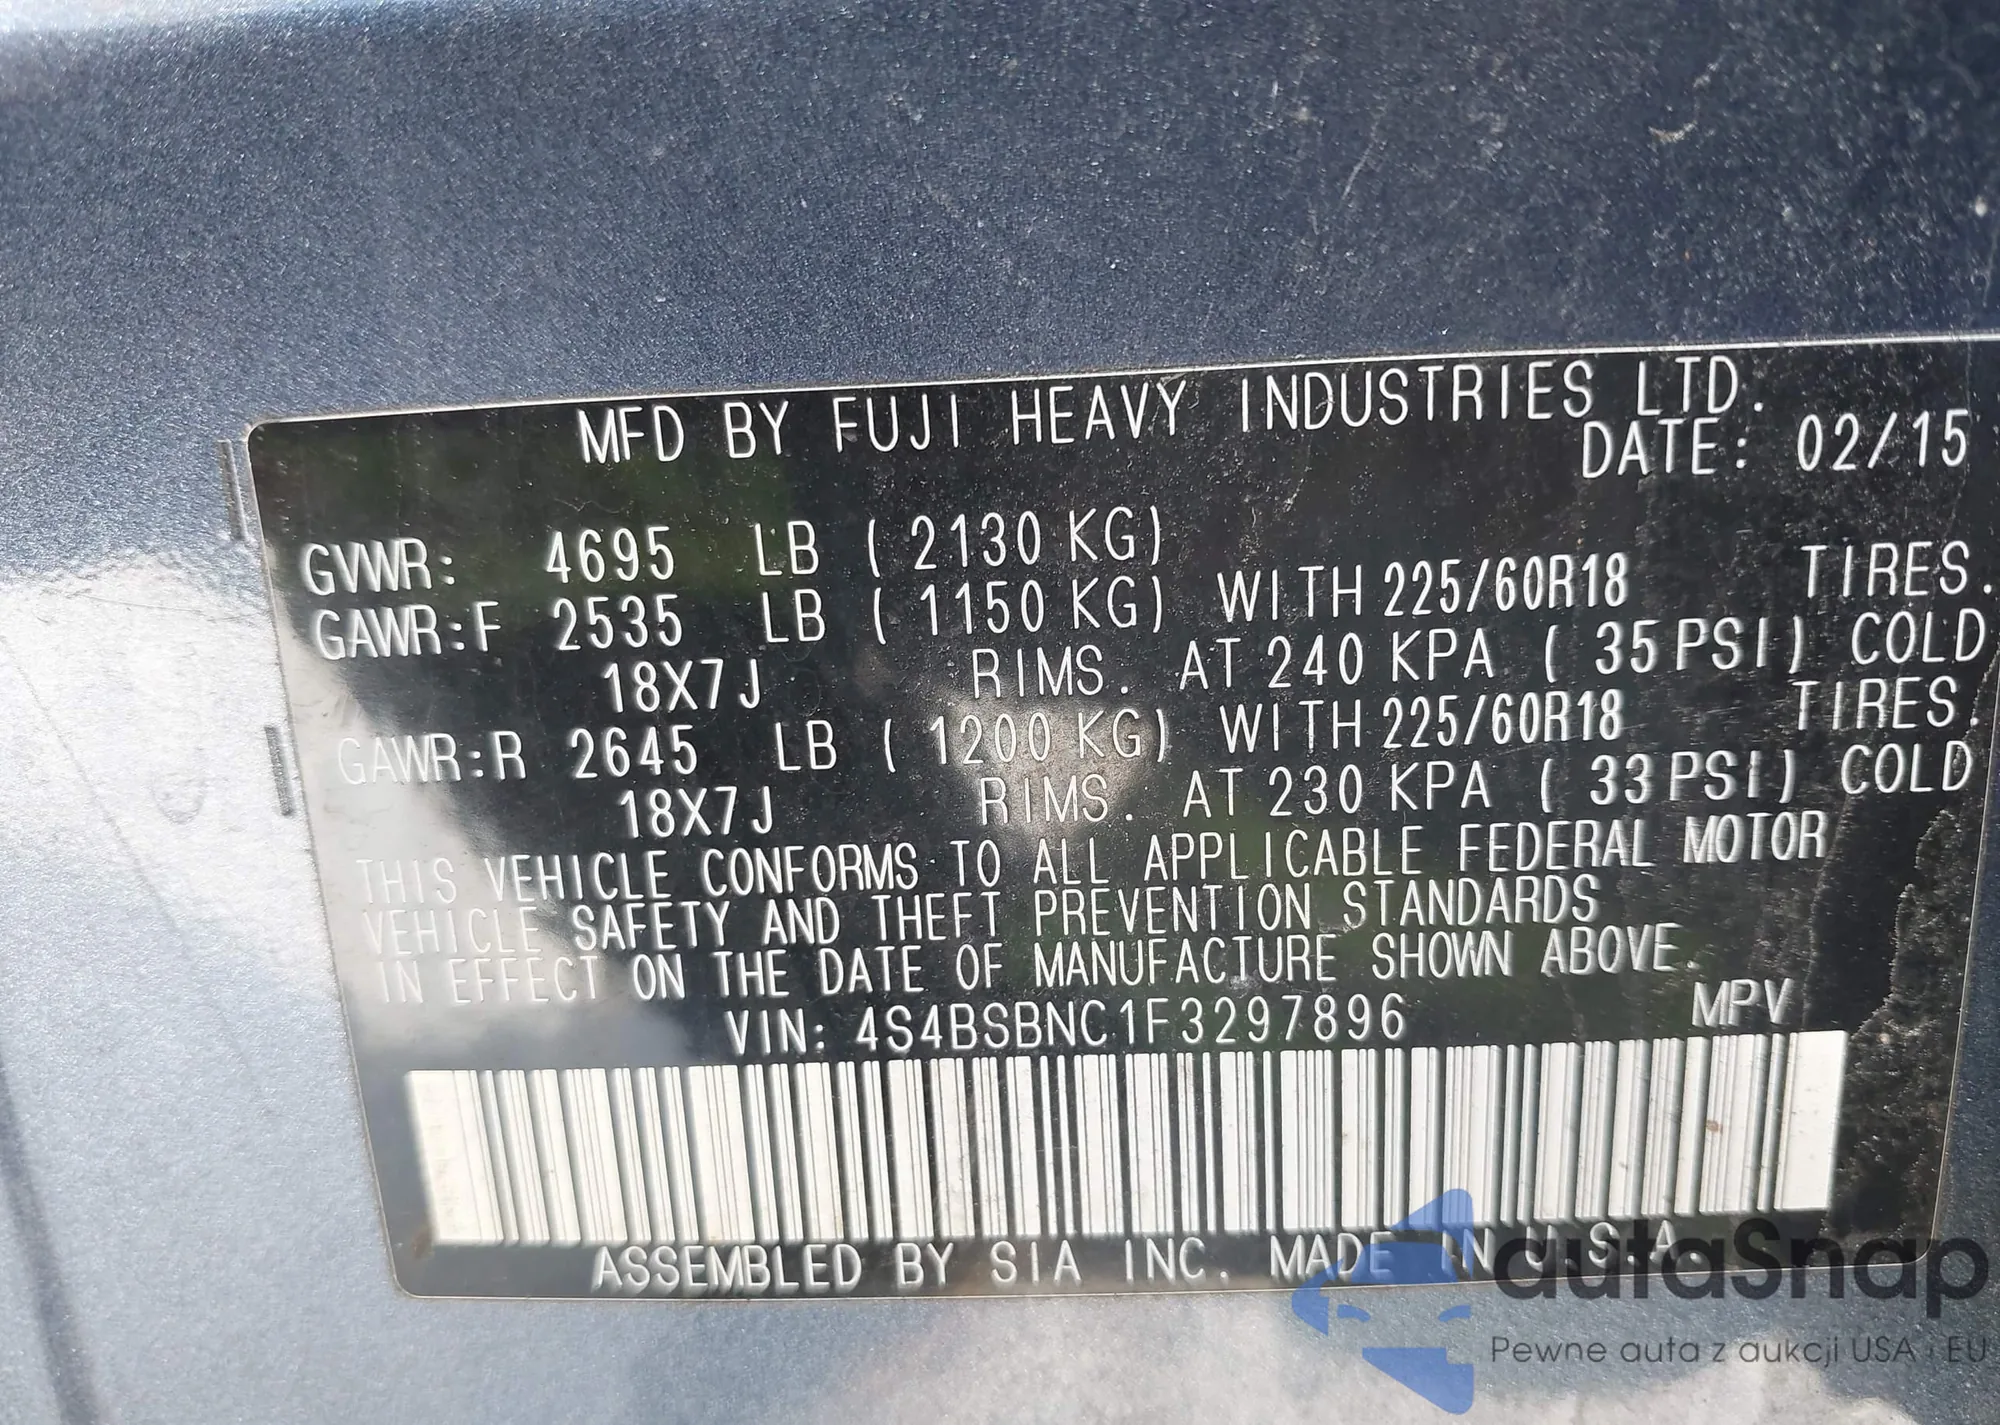 MFD BY FUJI HEAVY INDUSTRIES LTD.
DATE: 02/15
GVWR: 4695 LB ( 2130 KG)
GAWR:F 2535 LB ( 1150 KG) WITH 225/60R18 TIRES.
18X7J RIMS. AT 240 KPA ( 35 PSI) COLD
GAWR:R 2645 LB ( 1200 KG) WITH 225/60R18 TIRES.
18X7J RIMS. AT 230 KPA ( 33 PSI) COLD
THIS VEHICLE CONFORMS TO ALL APPLICABLE FEDERAL MOTOR
VEHICLE SAFETY AND THEFT PREVENTION STANDARDS
IN EFFECT ON THE DATE OF MANUFACTURE SHOWN ABOVE.
VIN: 4S4BSBNC1F3297896 MPV
ASSEMBLED BY SIA INC. MADE IN U.S.A.
autaSnap
Pewne auta z aukcji USA i EU